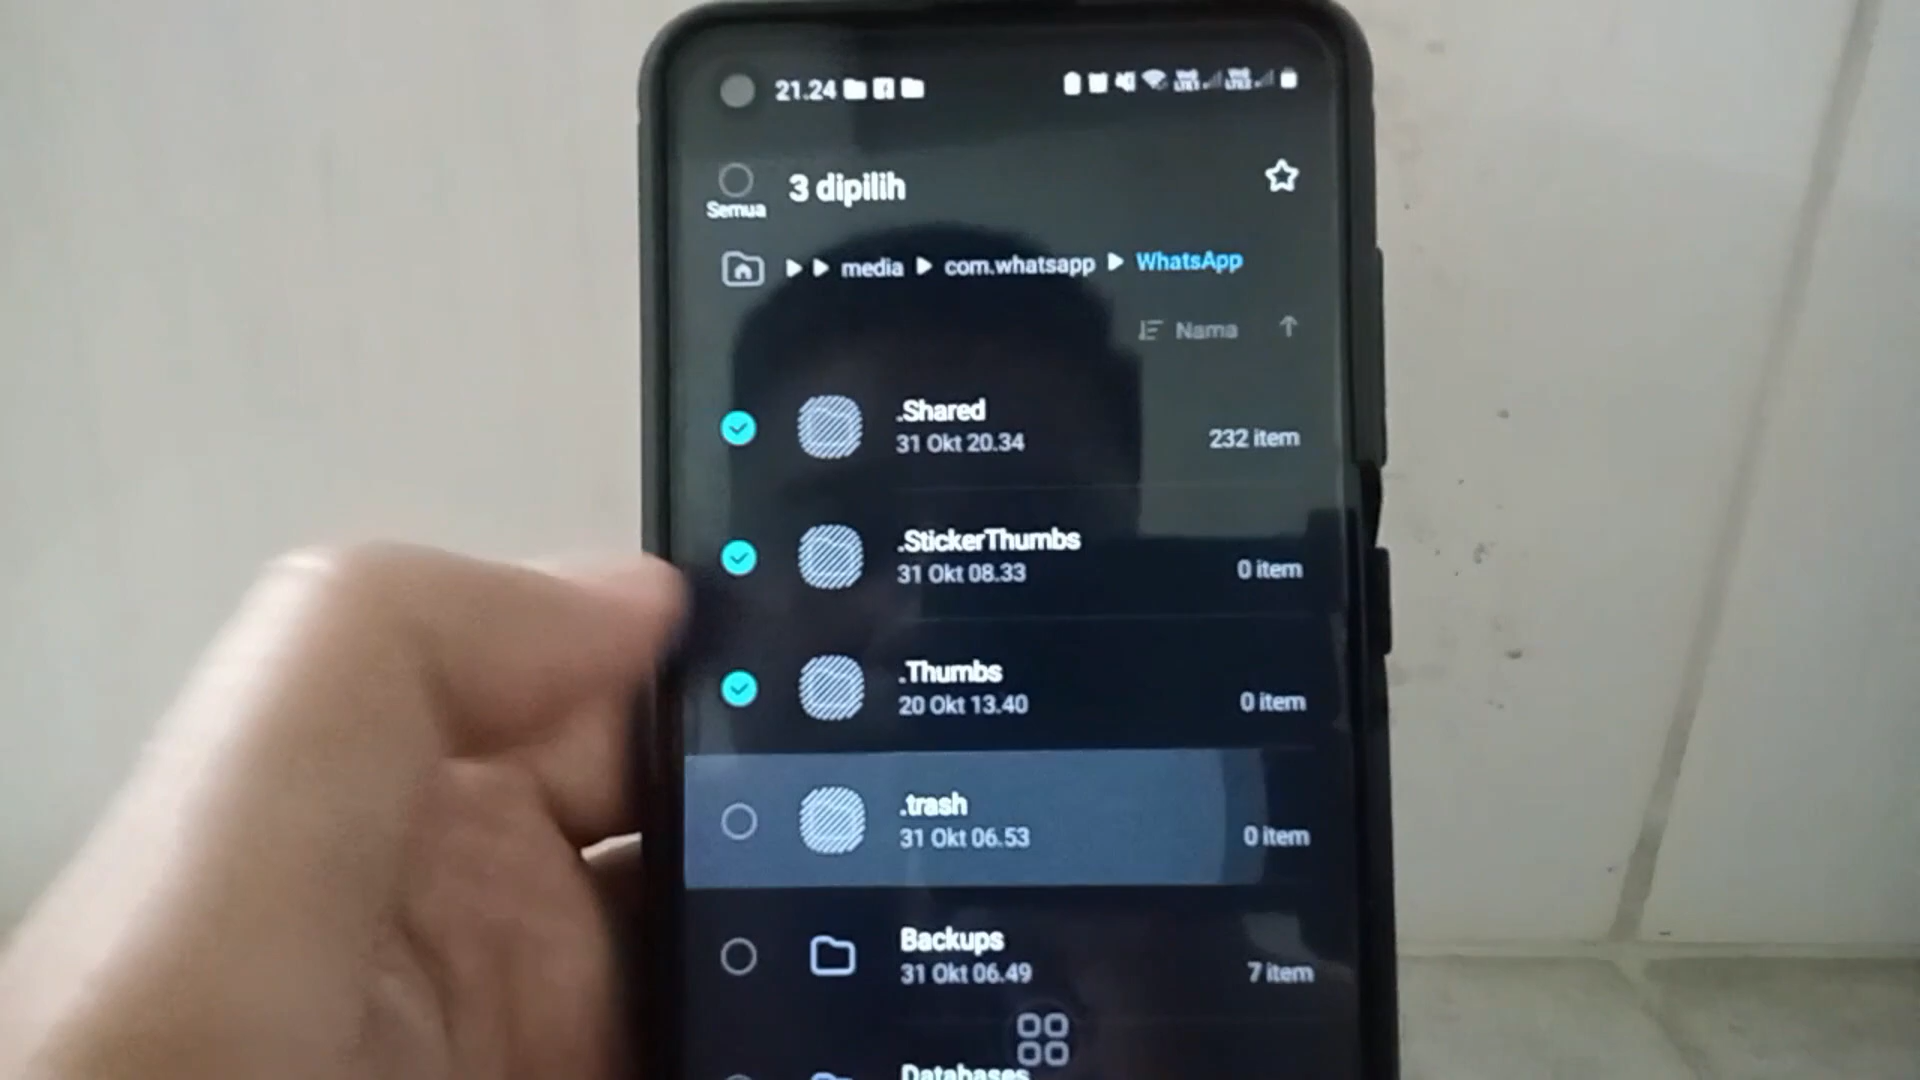 21.24
3 dipilih
Semua
media com.whatsapp WhatsApp
Nama
.Shared
31 Okt 20.34
232 item
.StickerThumbs
31 Okt 08.33
0 item
.Thumbs
20 Okt 13.40
0 item
.trash
31 Okt 06.53
0 item
Backups
31 Okt 06.49
7 item
Databases